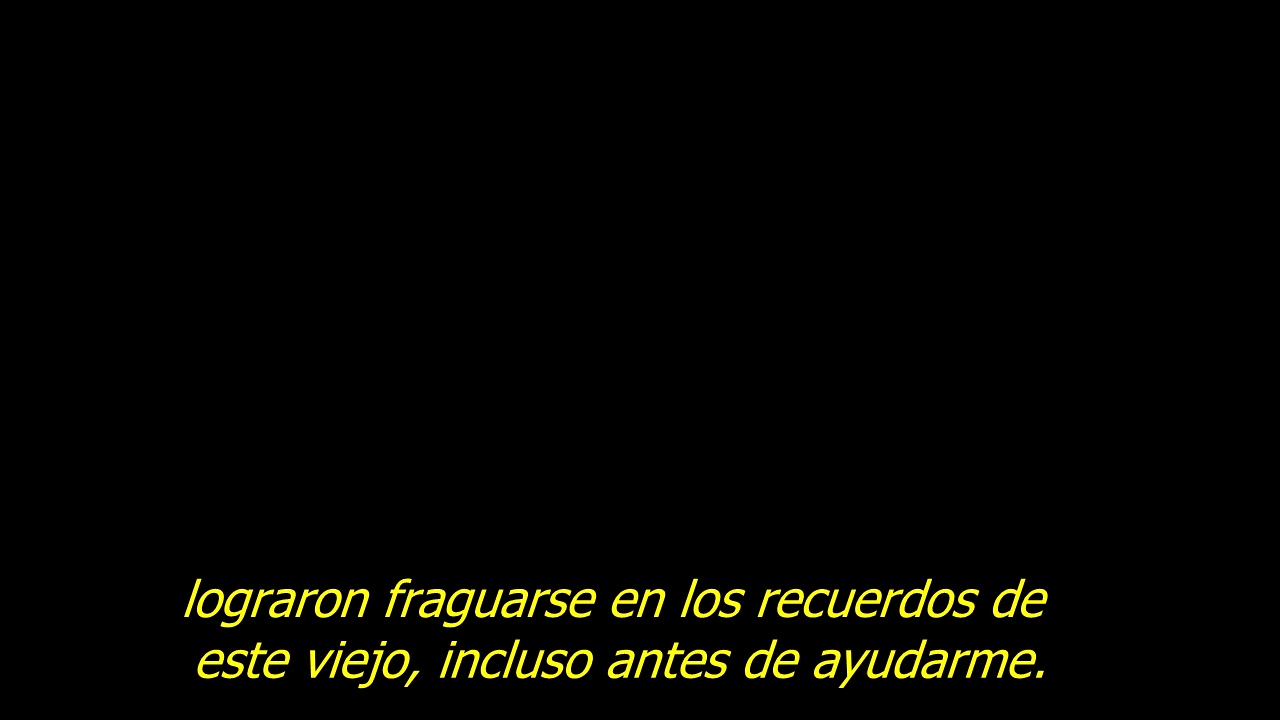 lograron fraguarse en los recuerdos de
este viejo, incluso antes de ayudarme.